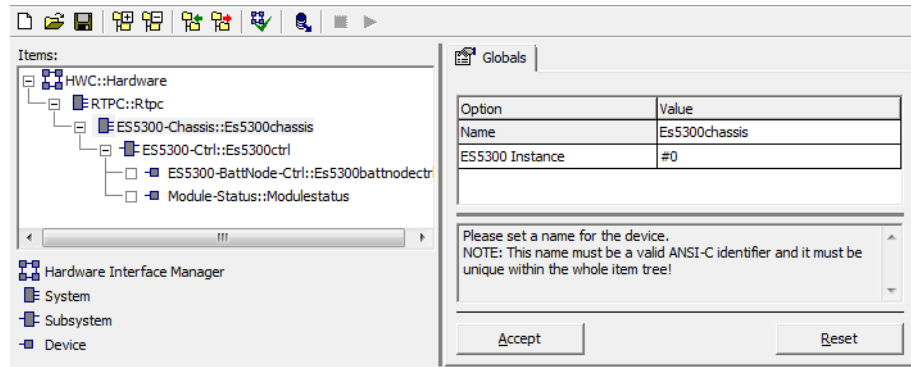 Items:
HWC::Hardware
RTPC::Rtpc
ES5300-Chassis::Es5300chassis
ES5300-Ctrl::Es5300ctrl
ES5300-BattNode-Ctrl::Es5300battnodectr
Module-Status::Modulestatus
Hardware Interface Manager
System
Subsystem
Device
Globals
Option Value
Name Es5300chassis
ES5300 Instance #0
Please set a name for the device.
NOTE: This name must be a valid ANSI-C identifier and it must be
unique within the whole item tree!
Accept Reset